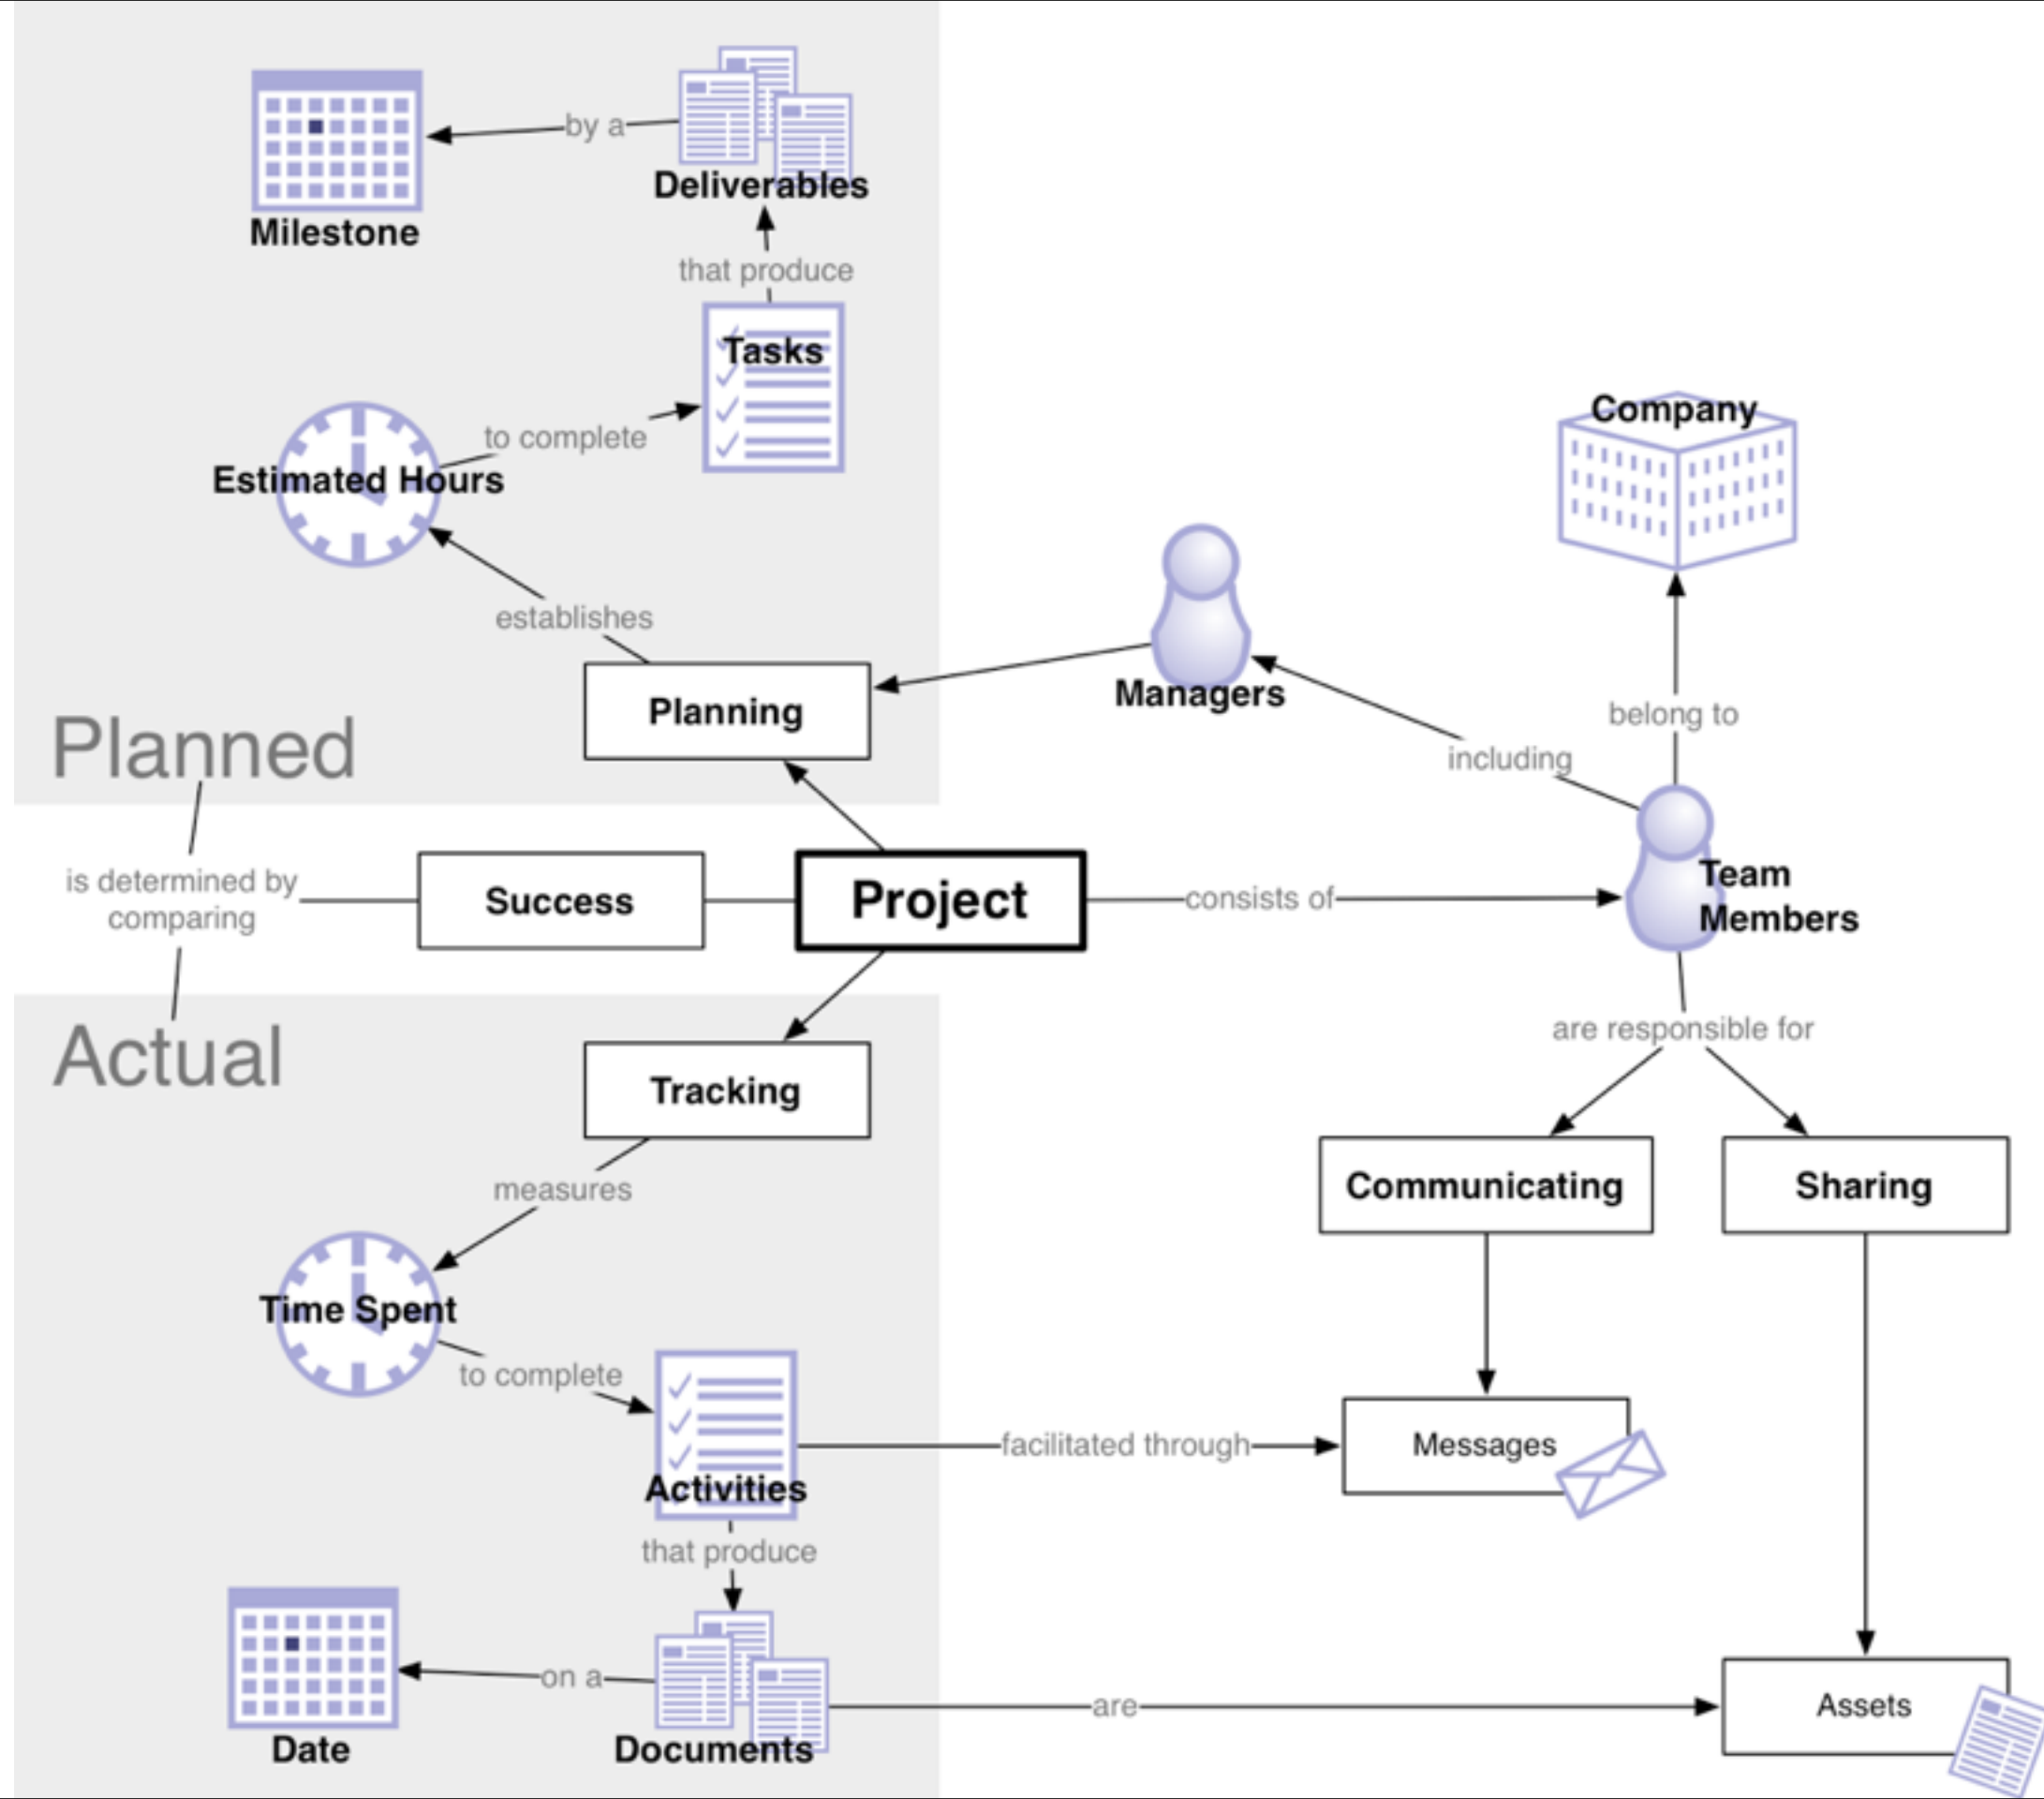 by a
Deliverables
Milestone
that produce
Tasks
to complete
Estimated Hours
establishes
Planning
Planned
Company
Managers
belong to
including
is determined by
comparing
Success
Project
consists of
Team
Members
Actual
Tracking
are responsible for
measures
Communicating
Sharing
Time Spent
to complete
Activities
facilitated through
Messages
that produce
on a
Documents
Date
are
Assets